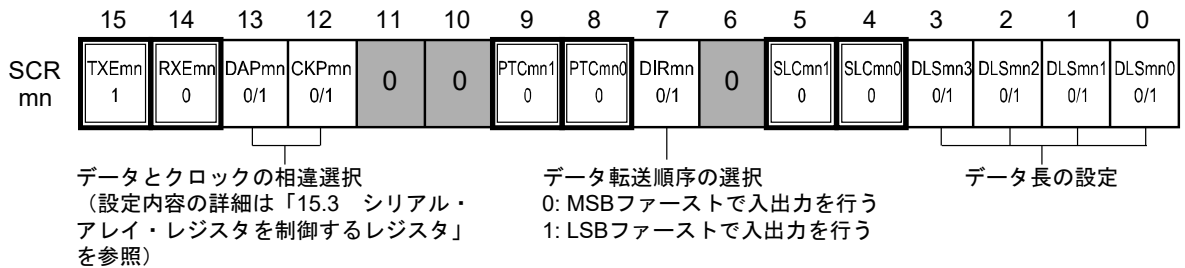 15 14 13 12 11 10 9 8 7 6 5 4 3 2 1 0
SCR
mn
TXEmn RXEmn DAPmn CKPmn 0 0 PTCmn1 PTCmn0 DIRmn 0 SLCmn1 SLCmn0 DLSmn3 DLSmn2 DLSmn1 DLSmn0
1 0 0/1 0/1 0 0 0/1 0 0 0/1 0/1 0/1 0/1
データとクロックの相違選択
（設定内容の詳細は「15.3　シリアル・
アレイ・レジスタを制御するレジスタ」
を参照）
データ転送順序の選択
0: MSBファーストで入出力を行う
1: LSBファーストで入出力を行う
データ長の設定